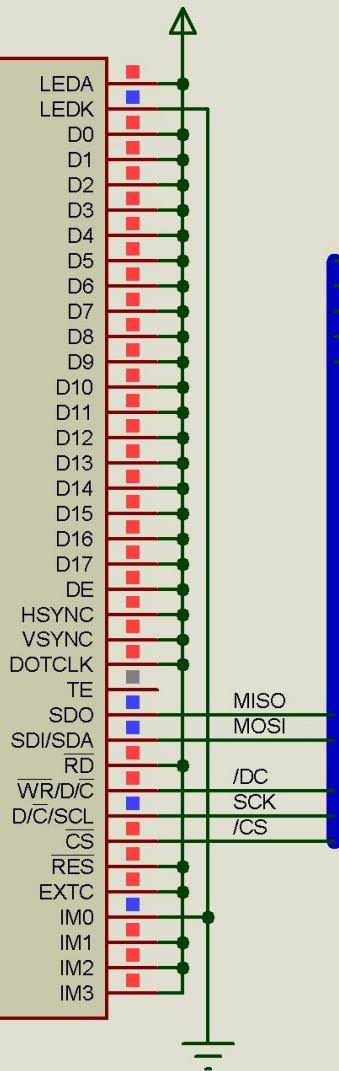 LEDA
LEDK
D0
D1
D2
D3
D4
D5
D6
D7
D8
D9
D10
D11
D12
D13
D14
D15
D16
D17
DE
HSYNC
VSYNC
DOTCLK
TE
SDO MISO
SDI/SDA MOSI
RD
WR/D/C /DC
D/C/SCL SCK
CS /CS
RES
EXTC
IM0
IM1
IM2
IM3